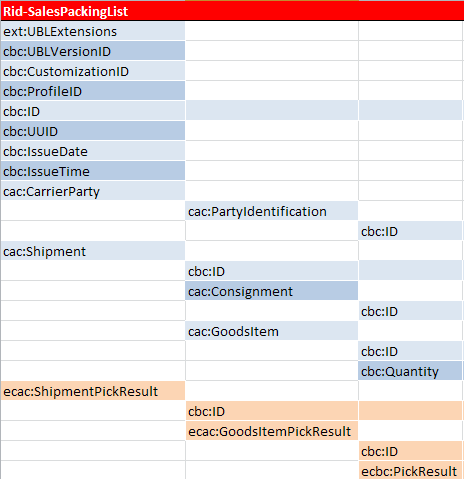 Rid-SalesPackingList
ext:UBLExtensions
cbc:UBLVersionID
cbc:CustomizationID
cbc:ProfileID
cbc:ID
cbc:UUID
cbc:IssueDate
cbc:IssueTime
cac:CarrierParty
cac:PartyIdentification
cbc:ID
cac:Shipment
cbc:ID
cac:Consignment
cbc:ID
cac:GoodsItem
cbc:ID
cbc:Quantity
ecac:ShipmentPickResult
cbc:ID
ecac:GoodsItemPickResult
cbc:ID
ecbc:PickResult